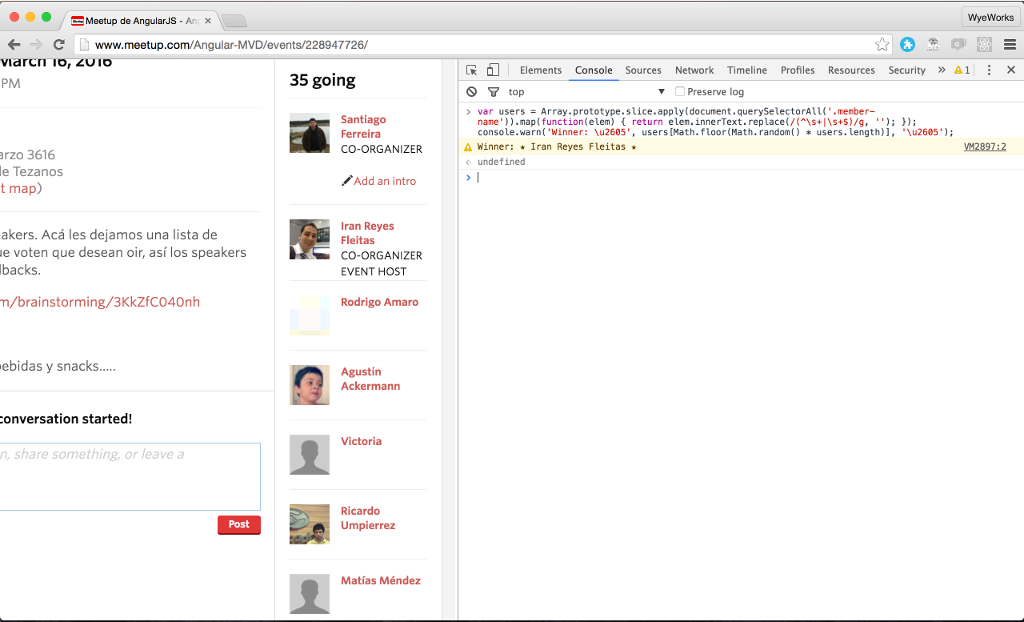 Meetup de AngularJS - Ang
WyeWorks
www.meetup.com/Angular-MVD/events/228947726/
March 16, 2016
PM
arzo 3616
de Tezanos
t map)
akers. Acá les dejamos una lista de
ue voten que desean oir, así los speakers
dbacks.
m/brainstorming/3KkZfC040nh
bebidas y snacks.....
conversation started!
n, share something, or leave a
Post
35 going
Santiago
Ferreira
CO-ORGANIZER
Add an intro
Iran Reyes
Fleitas
CO-ORGANIZER
EVENT HOST
Rodrigo Amaro
Agustin
Ackermann
Victoria
Ricardo
Umpierrez
Matías Méndez
Elements Console Sources Network Timeline Profiles Resources Security » 1
top Preserve log
> var users = Array.prototype.slice.apply(document.querySelectorAll('.member-
name')).map(function(elem) { return elem.innerText.replace(/(^\s+|\s+$)/g, ''); });
console.warn('Winner: \u2605', users[Math.floor(Math.random() * users.length)], '\u2605');
Winner: ★ Iran Reyes Fleitas ★ VM2897:2
undefined